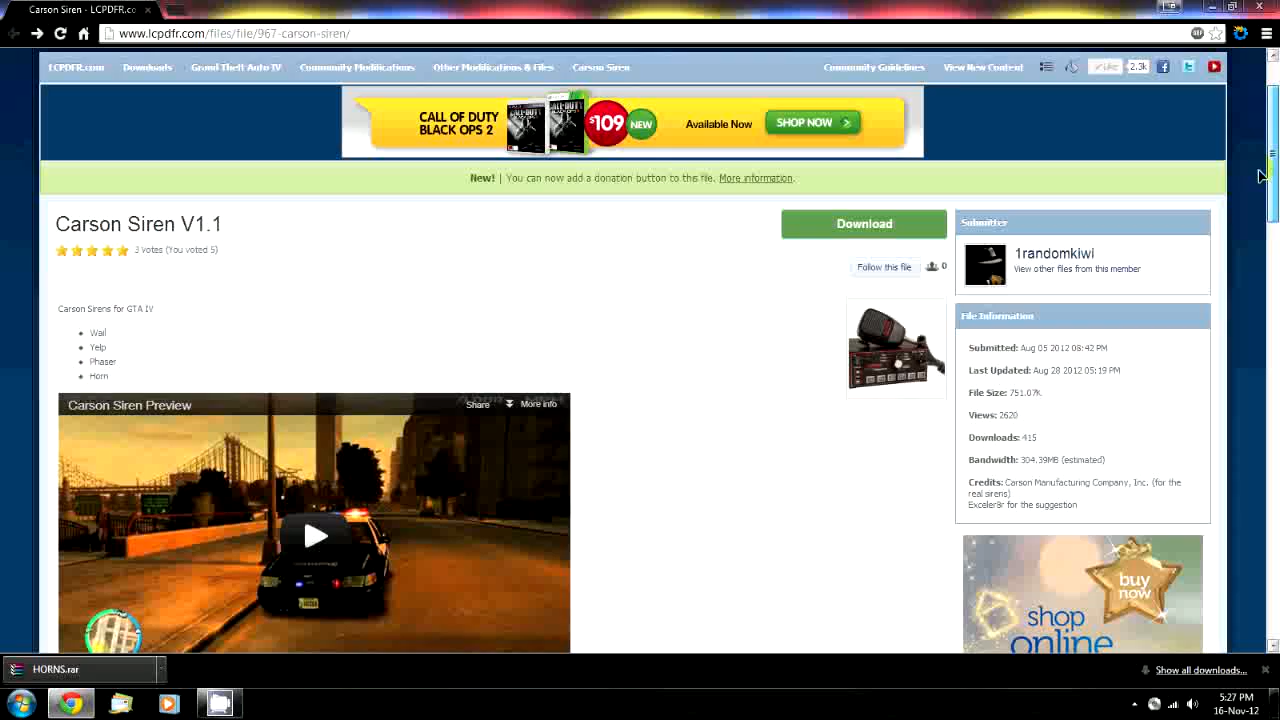 Carson Siren - LCPDFR.co
www.lcpdfr.com/files/file/967-carson-siren/
LCPDFR.com Downloads Grand Theft Auto IV Community Modifications Other Modifications & Files Carson Siren Community Guidelines View New Content Like 2.3k
CALL OF DUTY
BLACK OPS 2
$109 NEW Available Now SHOP NOW
New! | You can now add a donation button to this file. More information.
Carson Siren V1.1
Download
3 Votes (You voted 5)
Follow this file 0
Submitter
1randomkiwi
View other files from this member
Carson Sirens for GTA IV
Wail
Yelp
Phaser
Horn
File Information
Submitted: Aug 05 2012 08:42 PM
Last Updated: Aug 28 2012 05:19 PM
File Size: 751.07K
Views: 2620
Downloads: 415
Bandwidth: 304.39MB (estimated)
Credits: Carson Manufacturing Company, Inc. (for the
real sirens)
Exceler8r for the suggestion
Carson Siren Preview Share More info
buy
now
shop
online
HORNS.rar
Show all downloads...
5:27 PM
16-Nov-12